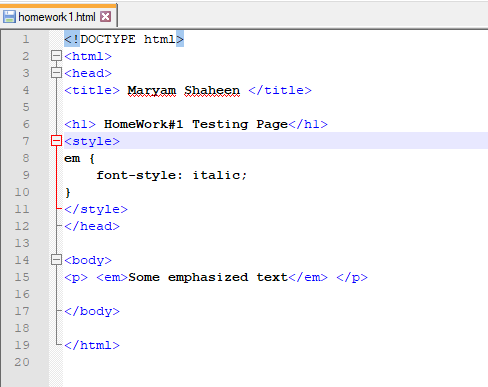 homework1.html
1 <!DOCTYPE html>
2 <html>
3 <head>
4 <title> Maryam Shaheen </title>
5
6 <h1> HomeWork#1 Testing Page</h1>
7 <style>
8 em {
9     font-style: italic;
10 }
11 </style>
12 </head>
13
14 <body>
15 <p> <em>Some emphasized text</em> </p>
16
17 </body>
18
19 </html>
20